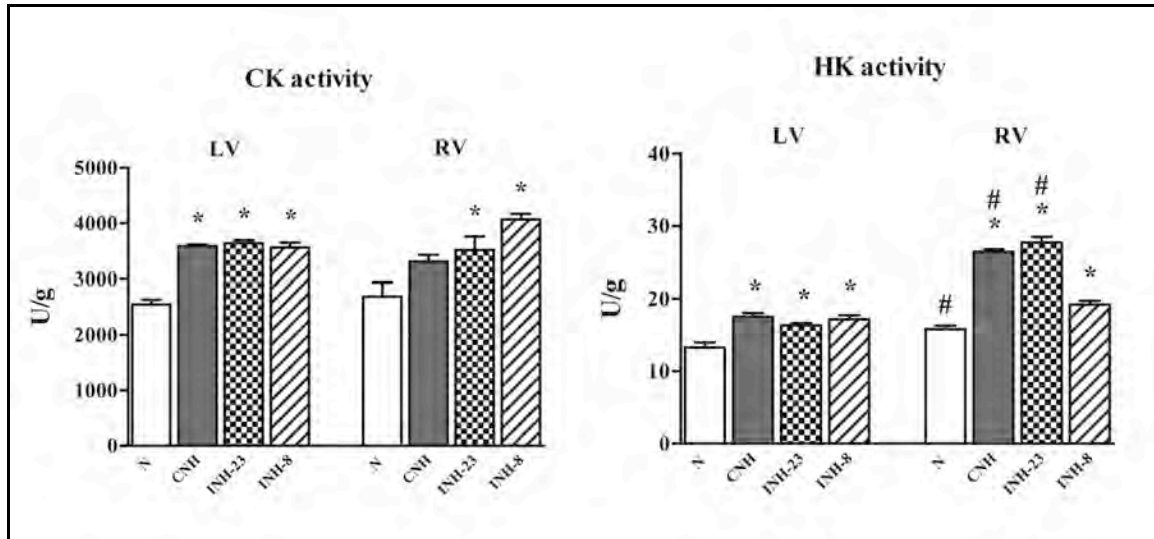 CK activity
LV RV
5000
4000
3000
2000
1000
0
U/g
* * * * *
N CNH INH-23 INH-8 N CNH INH-23 INH-8
HK activity
LV RV
40
30
20
10
0
U/g
# #
* * * # * * *
N CNH INH-23 INH-8 N CNH INH-23 INH-8